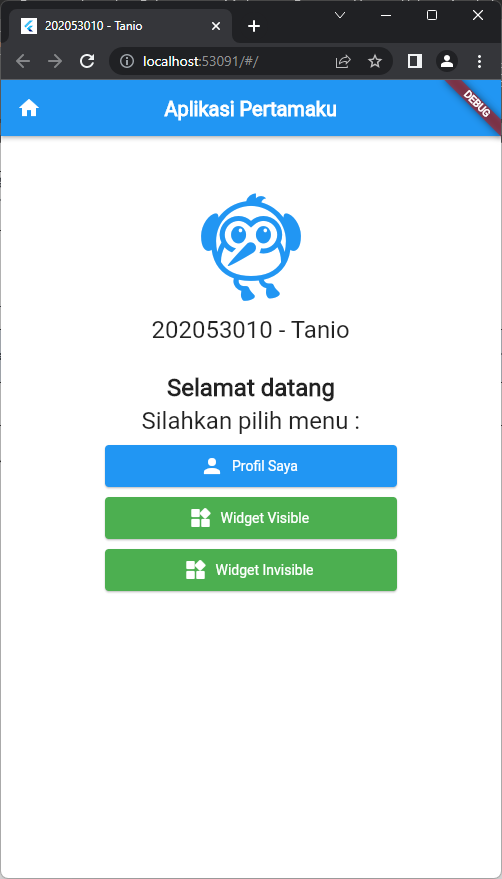 202053010 - Tanio
localhost:53091/#/
Aplikasi Pertamaku
DEBUG
202053010 - Tanio
Selamat datang
Silahkan pilih menu :
Profil Saya
Widget Visible
Widget Invisible